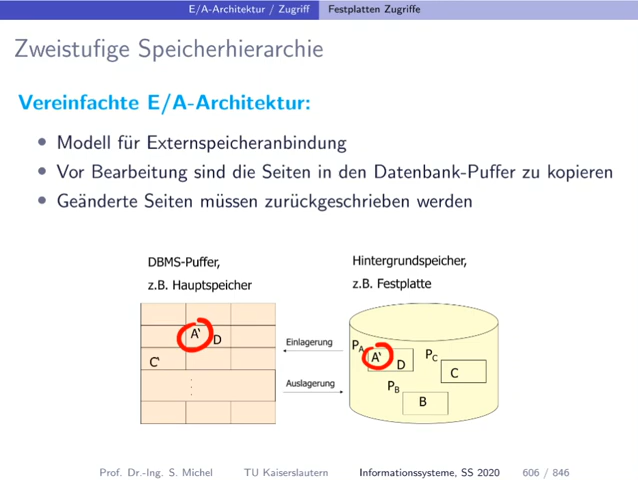 E/A-Architektur / Zugriff Festplatten Zugriffe
Zweistufige Speicherhierarchie
Vereinfachte E/A-Architektur:
• Modell für Externspeicheranbindung
• Vor Bearbeitung sind die Seiten in den Datenbank-Puffer zu kopieren
• Geänderte Seiten müssen zurückgeschrieben werden
DBMS-Puffer,
z.B. Hauptspeicher
Hintergrundspeicher,
z.B. Festplatte
A‘ D
C‘
Einlagerung
Auslagerung
PA
A‘ D
PC
C
PB
B
Prof. Dr.-Ing. S. Michel TU Kaiserslautern Informationssysteme, SS 2020 606 / 846